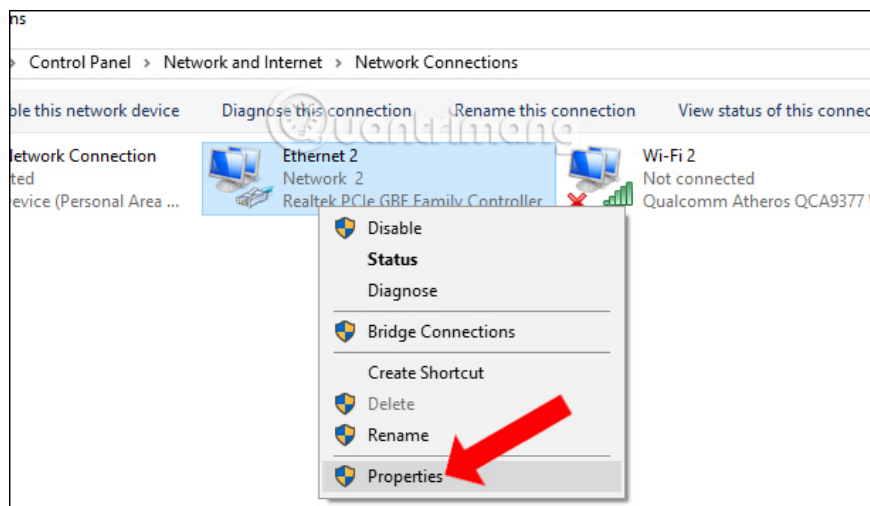 ns
Control Panel > Network and Internet > Network Connections
ble this network device Diagnose this connection Rename this connection View status of this connec
Network Connection
ted
evice (Personal Area ...
Ethernet 2
Network 2
Realtek PCIe GBE Family Controller
Wi-Fi 2
Not connected
Qualcomm Atheros QCA9377
Quantrimang
Disable
Status
Diagnose
Bridge Connections
Create Shortcut
Delete
Rename
Properties